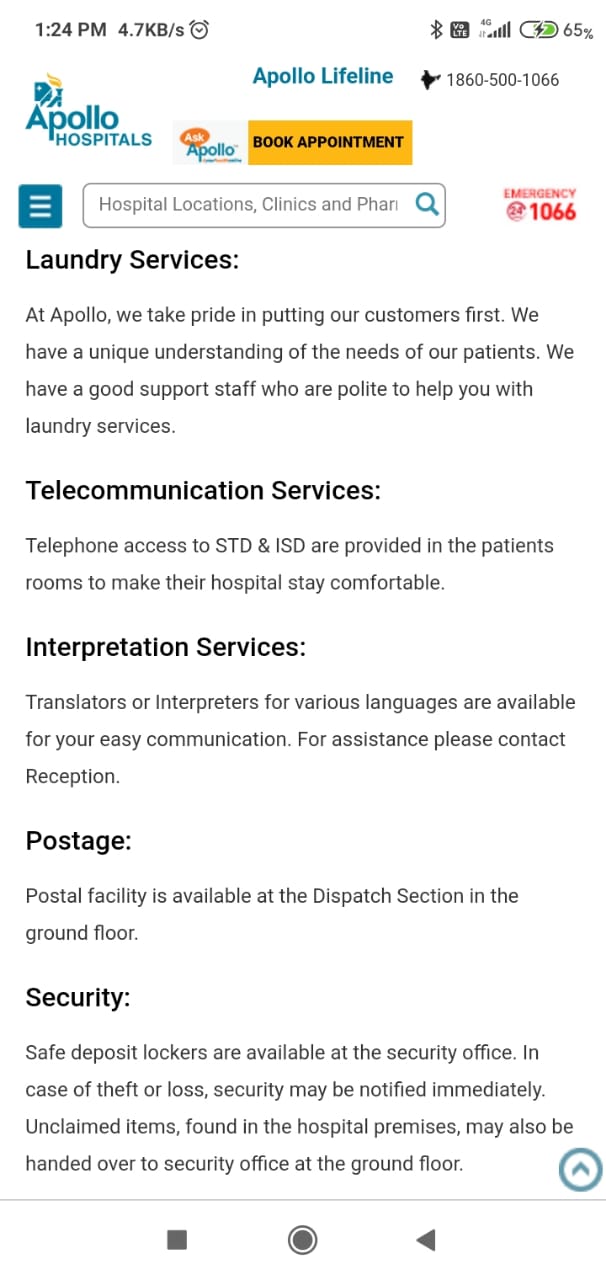 1:24 PM 4.7KB/s
VO LTE 4G 65%
Apollo HOSPITALS
Apollo Lifeline 1860-500-1066
Ask Apollo
BOOK APPOINTMENT
Hospital Locations, Clinics and Phar
EMERGENCY
24 1066
Laundry Services:
At Apollo, we take pride in putting our customers first. We
have a unique understanding of the needs of our patients. We
have a good support staff who are polite to help you with
laundry services.
Telecommunication Services:
Telephone access to STD & ISD are provided in the patients
rooms to make their hospital stay comfortable.
Interpretation Services:
Translators or Interpreters for various languages are available
for your easy communication. For assistance please contact
Reception.
Postage:
Postal facility is available at the Dispatch Section in the
ground floor.
Security:
Safe deposit lockers are available at the security office. In
case of theft or loss, security may be notified immediately.
Unclaimed items, found in the hospital premises, may also be
handed over to security office at the ground floor.